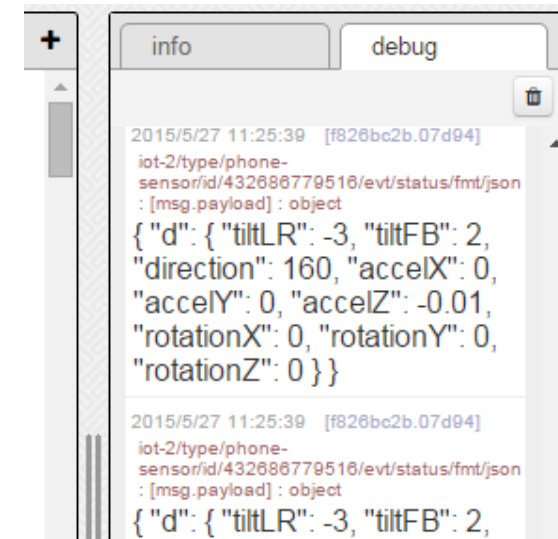 +
info
debug
2015/5/27 11:25:39 [f826bc2b.07d94]
iot-2/type/phone-
sensor/id/432686779516/evt/status/fmt/json
: [msg.payload] : object
{ "d": { "tiltLR": -3, "tiltFB": 2,
"direction": 160, "accelX": 0,
"accelY": 0, "accelZ": -0.01,
"rotationX": 0, "rotationY": 0,
"rotationZ": 0 } }
2015/5/27 11:25:39 [f826bc2b.07d94]
iot-2/type/phone-
sensor/id/432686779516/evt/status/fmt/json
: [msg.payload] : object
{ "d": { "tiltLR": -3, "tiltFB": 2,